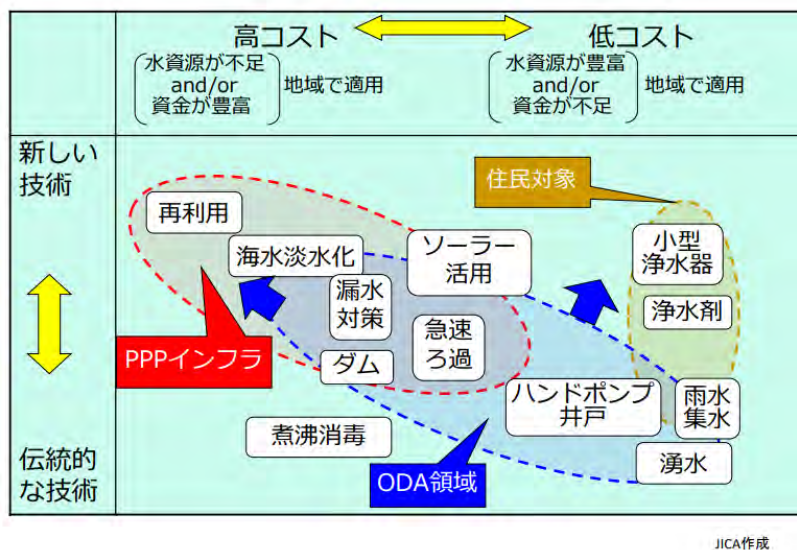 高コスト
水資源が不足
and/or
資金が豊富
地域で適用
低コスト
水資源が豊富
and/or
資金が不足
地域で適用
新しい
技術
伝統的
な技術
住民対象
再利用
海水淡水化
ソーラー
活用
小型
浄水器
漏水
対策
浄水剤
急速
ろ過
PPPインフラ
ダム
ハンドポンプ
井戸
雨水
集水
煮沸消毒
湧水
ODA領域
JICA作成